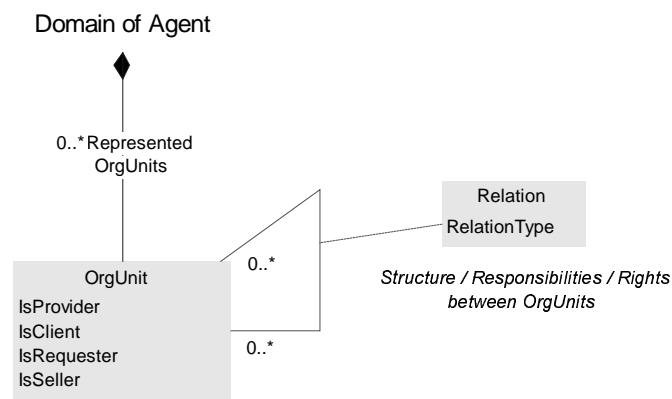 Domain of Agent
0..* Represented
OrgUnits
Relation
RelationType
0..*
OrgUnit
Structure / Responsibilities / Rights
between OrgUnits
IsProvider
IsClient
0..*
IsRequester
IsSeller